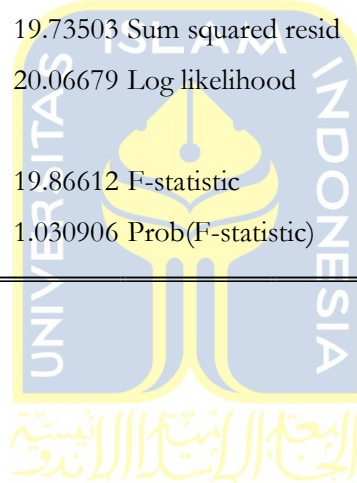 19.73503 Sum squared resid
ISLAM
20.06679 Log likelihood
UNIVERSITAS
INDONESIA
19.86612 F-statistic
1.030906 Prob(F-statistic)